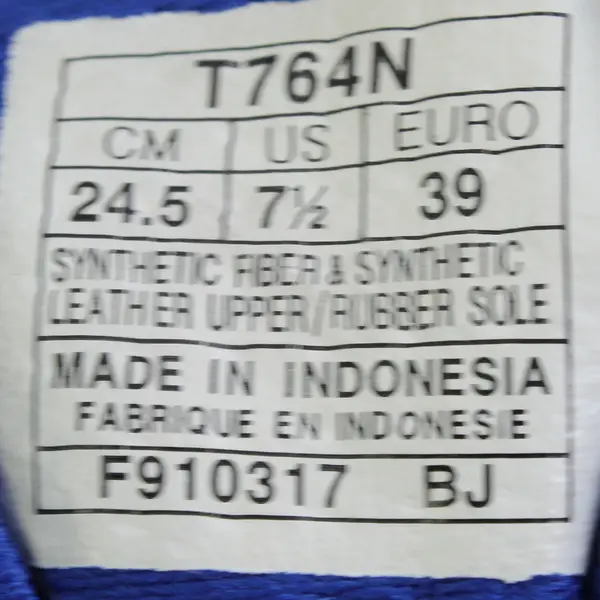 T764N
CM US EURO
24.5 7½ 39
SYNTHETIC FIBER & SYNTHETIC
LEATHER UPPER/RUBBER SOLE
MADE IN INDONESIA
FABRIQUE EN INDONESIE
F910317 BJ